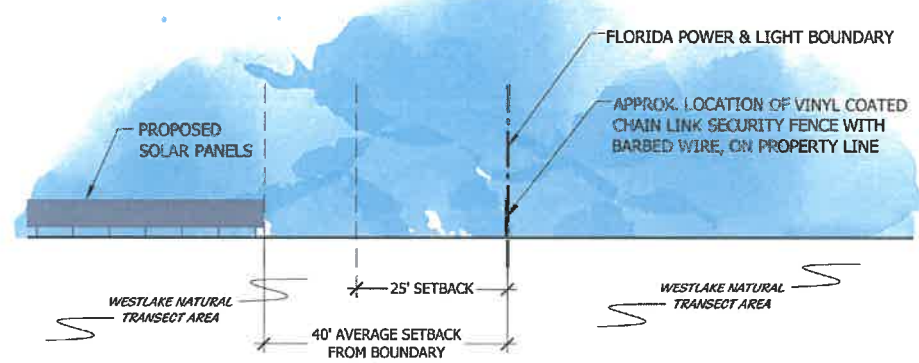 FLORIDA POWER & LIGHT BOUNDARY
APPROX. LOCATION OF VINYL COATED
CHAIN LINK SECURITY FENCE WITH
BARBED WIRE, ON PROPERTY LINE
PROPOSED
SOLAR PANELS
25' SETBACK
WESTLAKE NATURAL
TRANSECT AREA
WESTLAKE NATURAL
TRANSECT AREA
40' AVERAGE SETBACK
FROM BOUNDARY